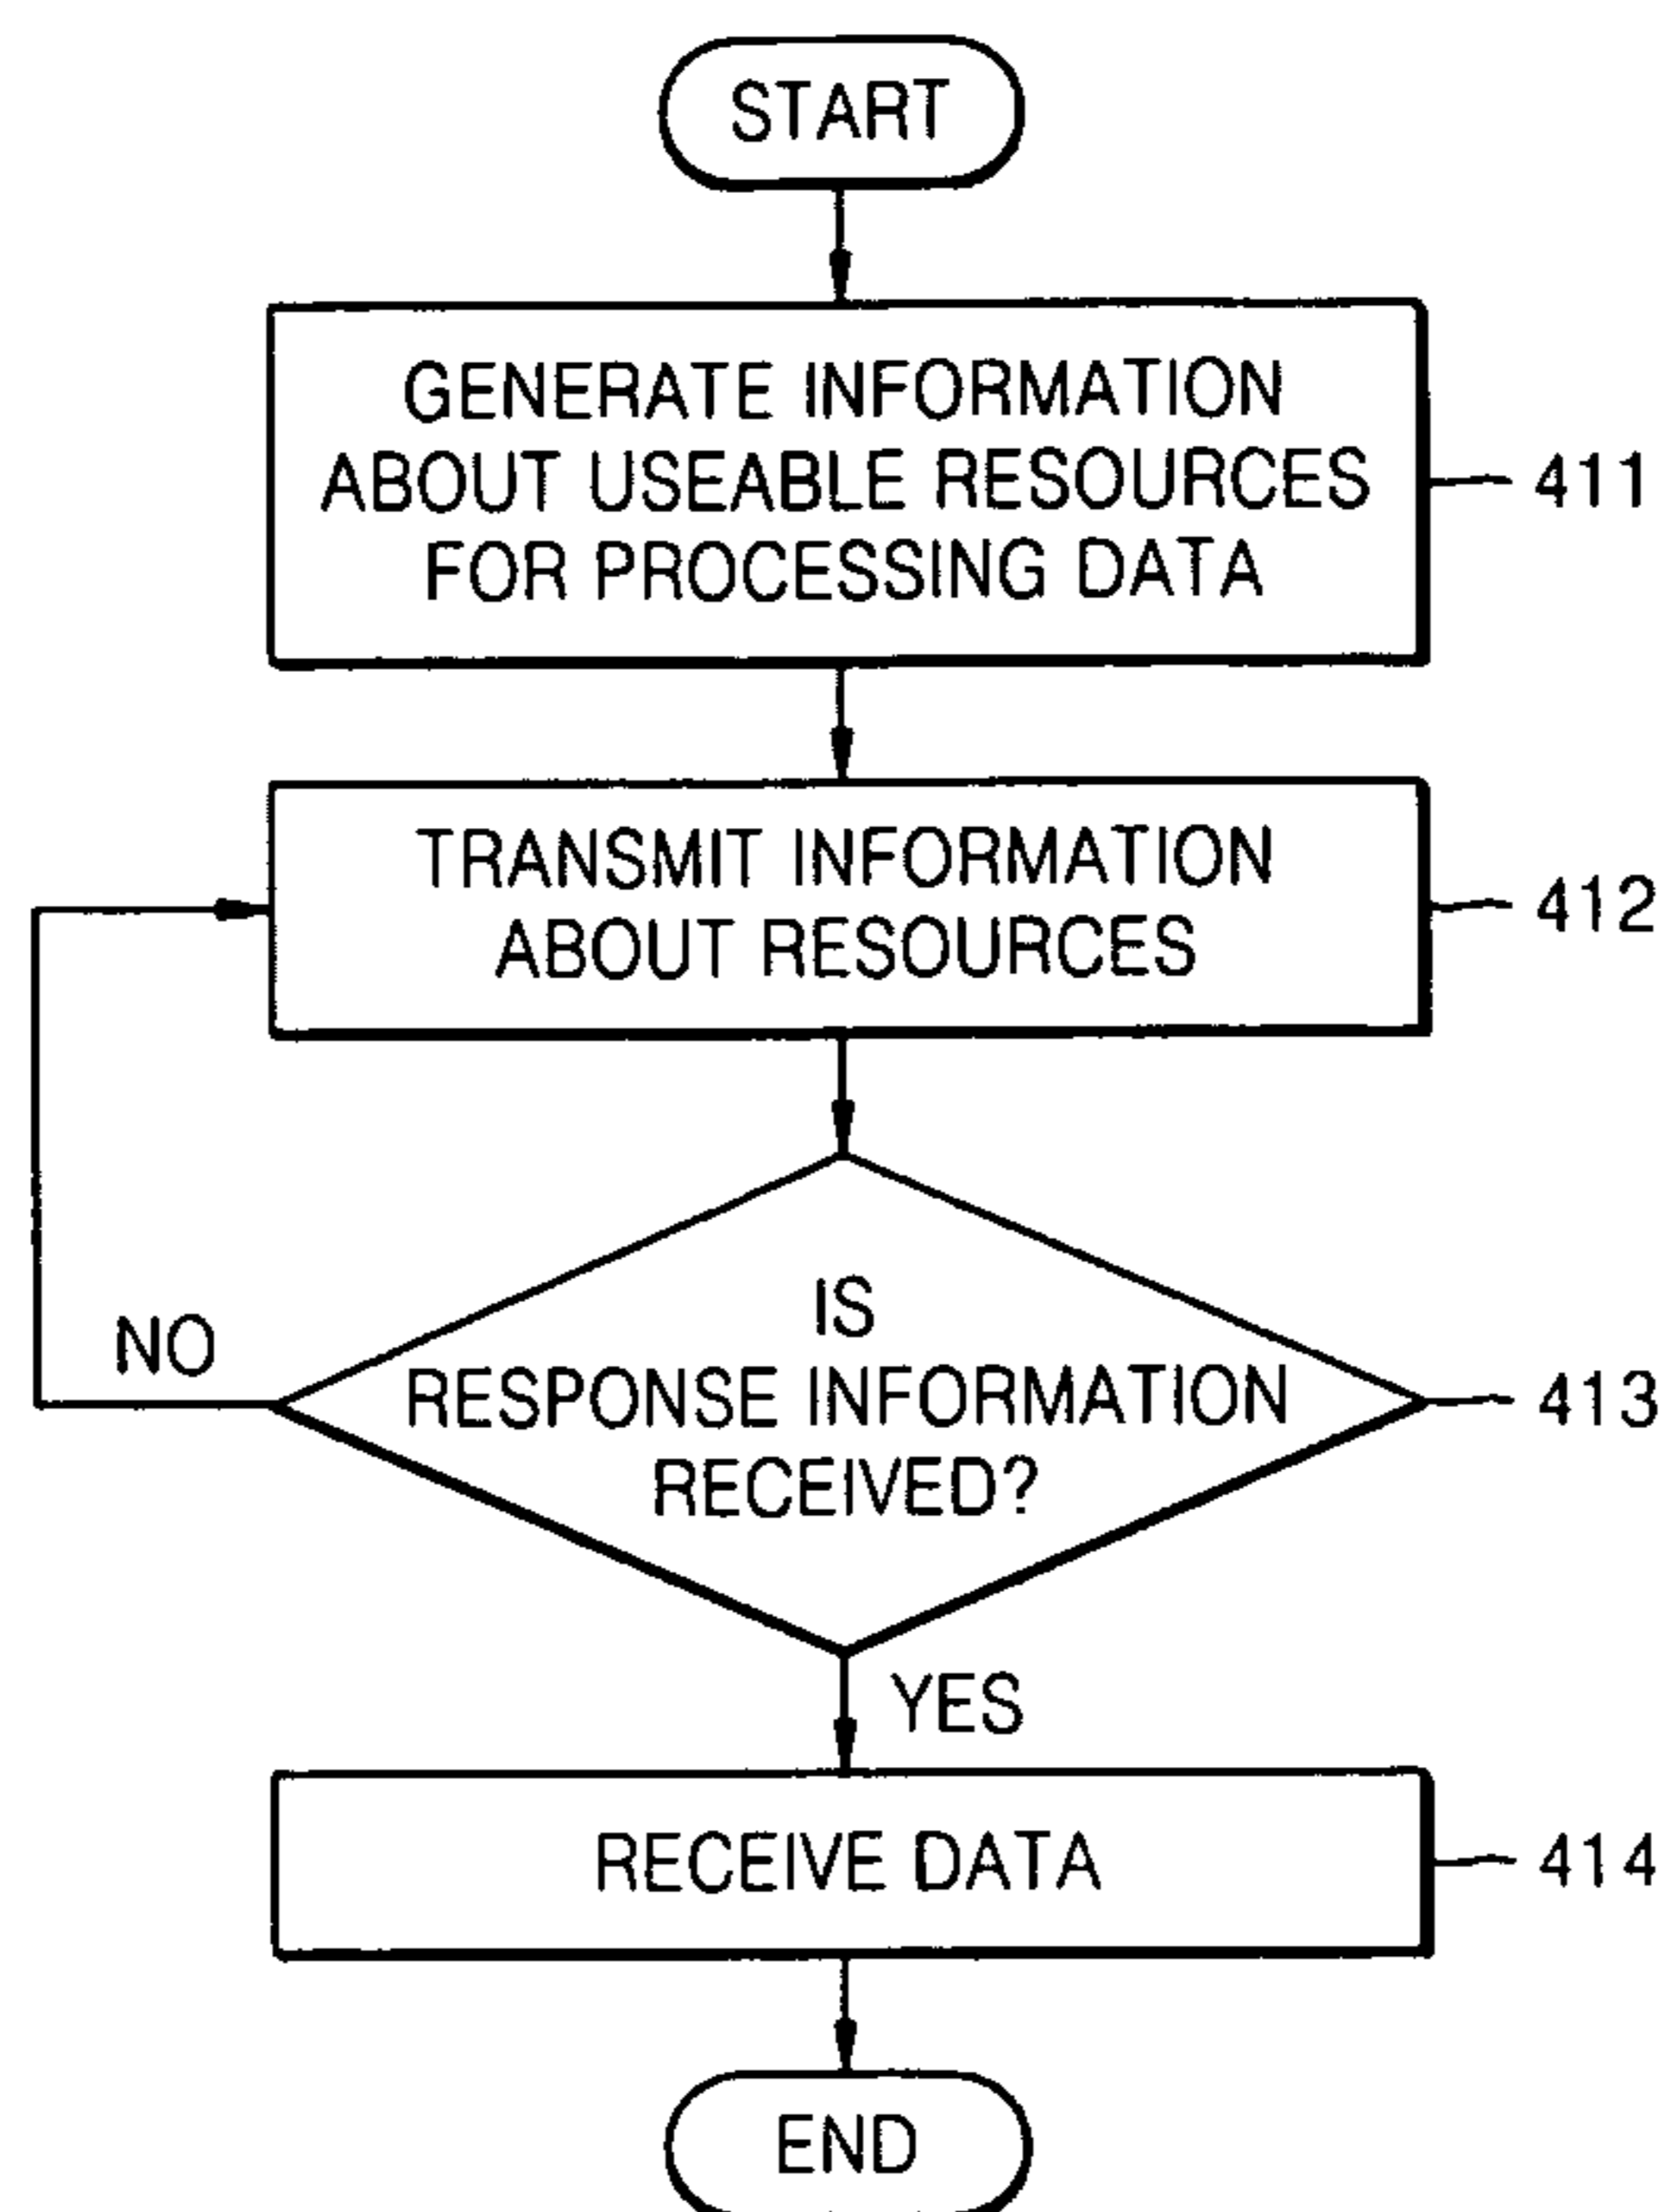 START
GENERATE INFORMATION
ABOUT USEABLE RESOURCES
FOR PROCESSING DATA
411
TRANSMIT INFORMATION
ABOUT RESOURCES
412
IS
RESPONSE INFORMATION
RECEIVED?
413
NO
YES
RECEIVE DATA
414
END